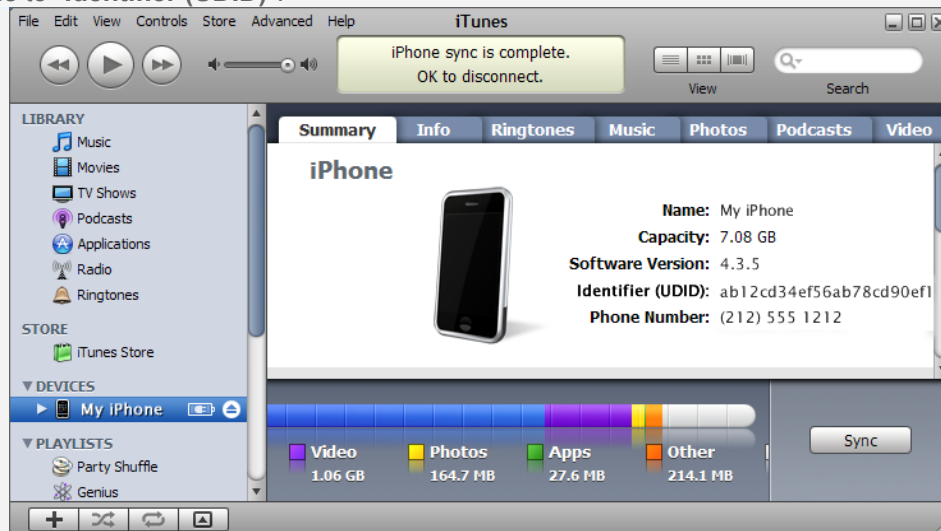 to "Identifier (UDID)".
File Edit View Controls Store Advanced Help iTunes
iPhone sync is complete.
OK to disconnect.
View
Search
LIBRARY
Music
Movies
TV Shows
Podcasts
Applications
Radio
Ringtones
STORE
iTunes Store
DEVICES
My iPhone
PLAYLISTS
Party Shuffle
Genius
Summary Info Ringtones Music Photos Podcasts Video
iPhone
Name: My iPhone
Capacity: 7.08 GB
Software Version: 4.3.5
Identifier (UDID): ab12cd34ef56ab78cd90ef1
Phone Number: (212) 555 1212
Video Photos Apps Other
1.06 GB 164.7 MB 27.6 MB 214.1 MB
Sync